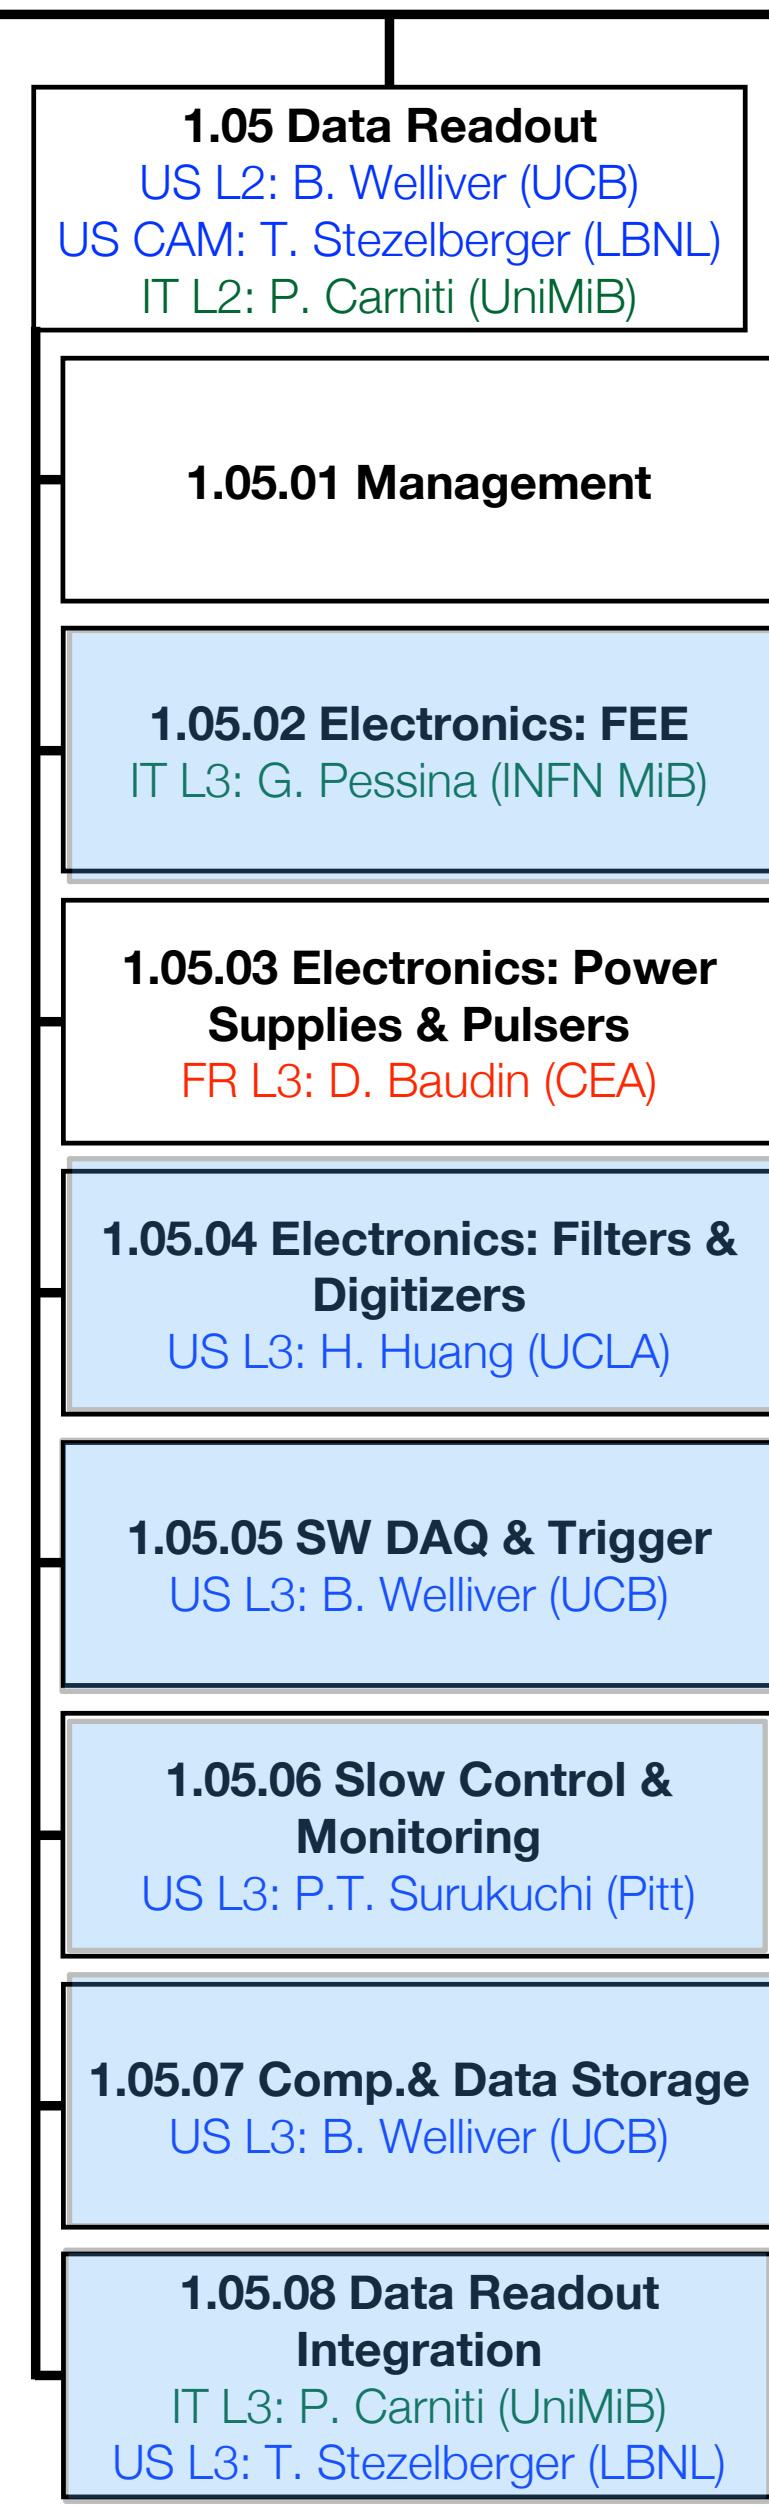 1.05 Data Readout
US L2: B. Welliver (UCB)
US CAM: T. Stezelberger (LBNL)
IT L2: P. Carniti (UniMiB)
1.05.01 Management
1.05.02 Electronics: FEE
IT L3: G. Pessina (INFN MiB)
1.05.03 Electronics: Power
Supplies & Pulsers
FR L3: D. Baudin (CEA)
1.05.04 Electronics: Filters &
Digitizers
US L3: H. Huang (UCLA)
1.05.05 SW DAQ & Trigger
US L3: B. Welliver (UCB)
1.05.06 Slow Control &
Monitoring
US L3: P.T. Surukuchi (Pitt)
1.05.07 Comp.& Data Storage
US L3: B. Welliver (UCB)
1.05.08 Data Readout
Integration
IT L3: P. Carniti (UniMiB)
US L3: T. Stezelberger (LBNL)